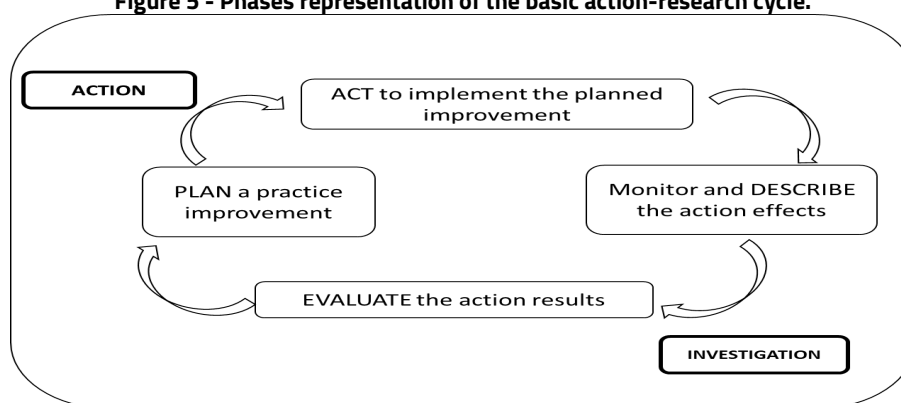 Figure 5 - Phases representation of the basic action-research cycle.
ACTION
ACT to implement the planned
improvement
PLAN a practice
improvement
Monitor and DESCRIBE
the action effects
EVALUATE the action results
INVESTIGATION